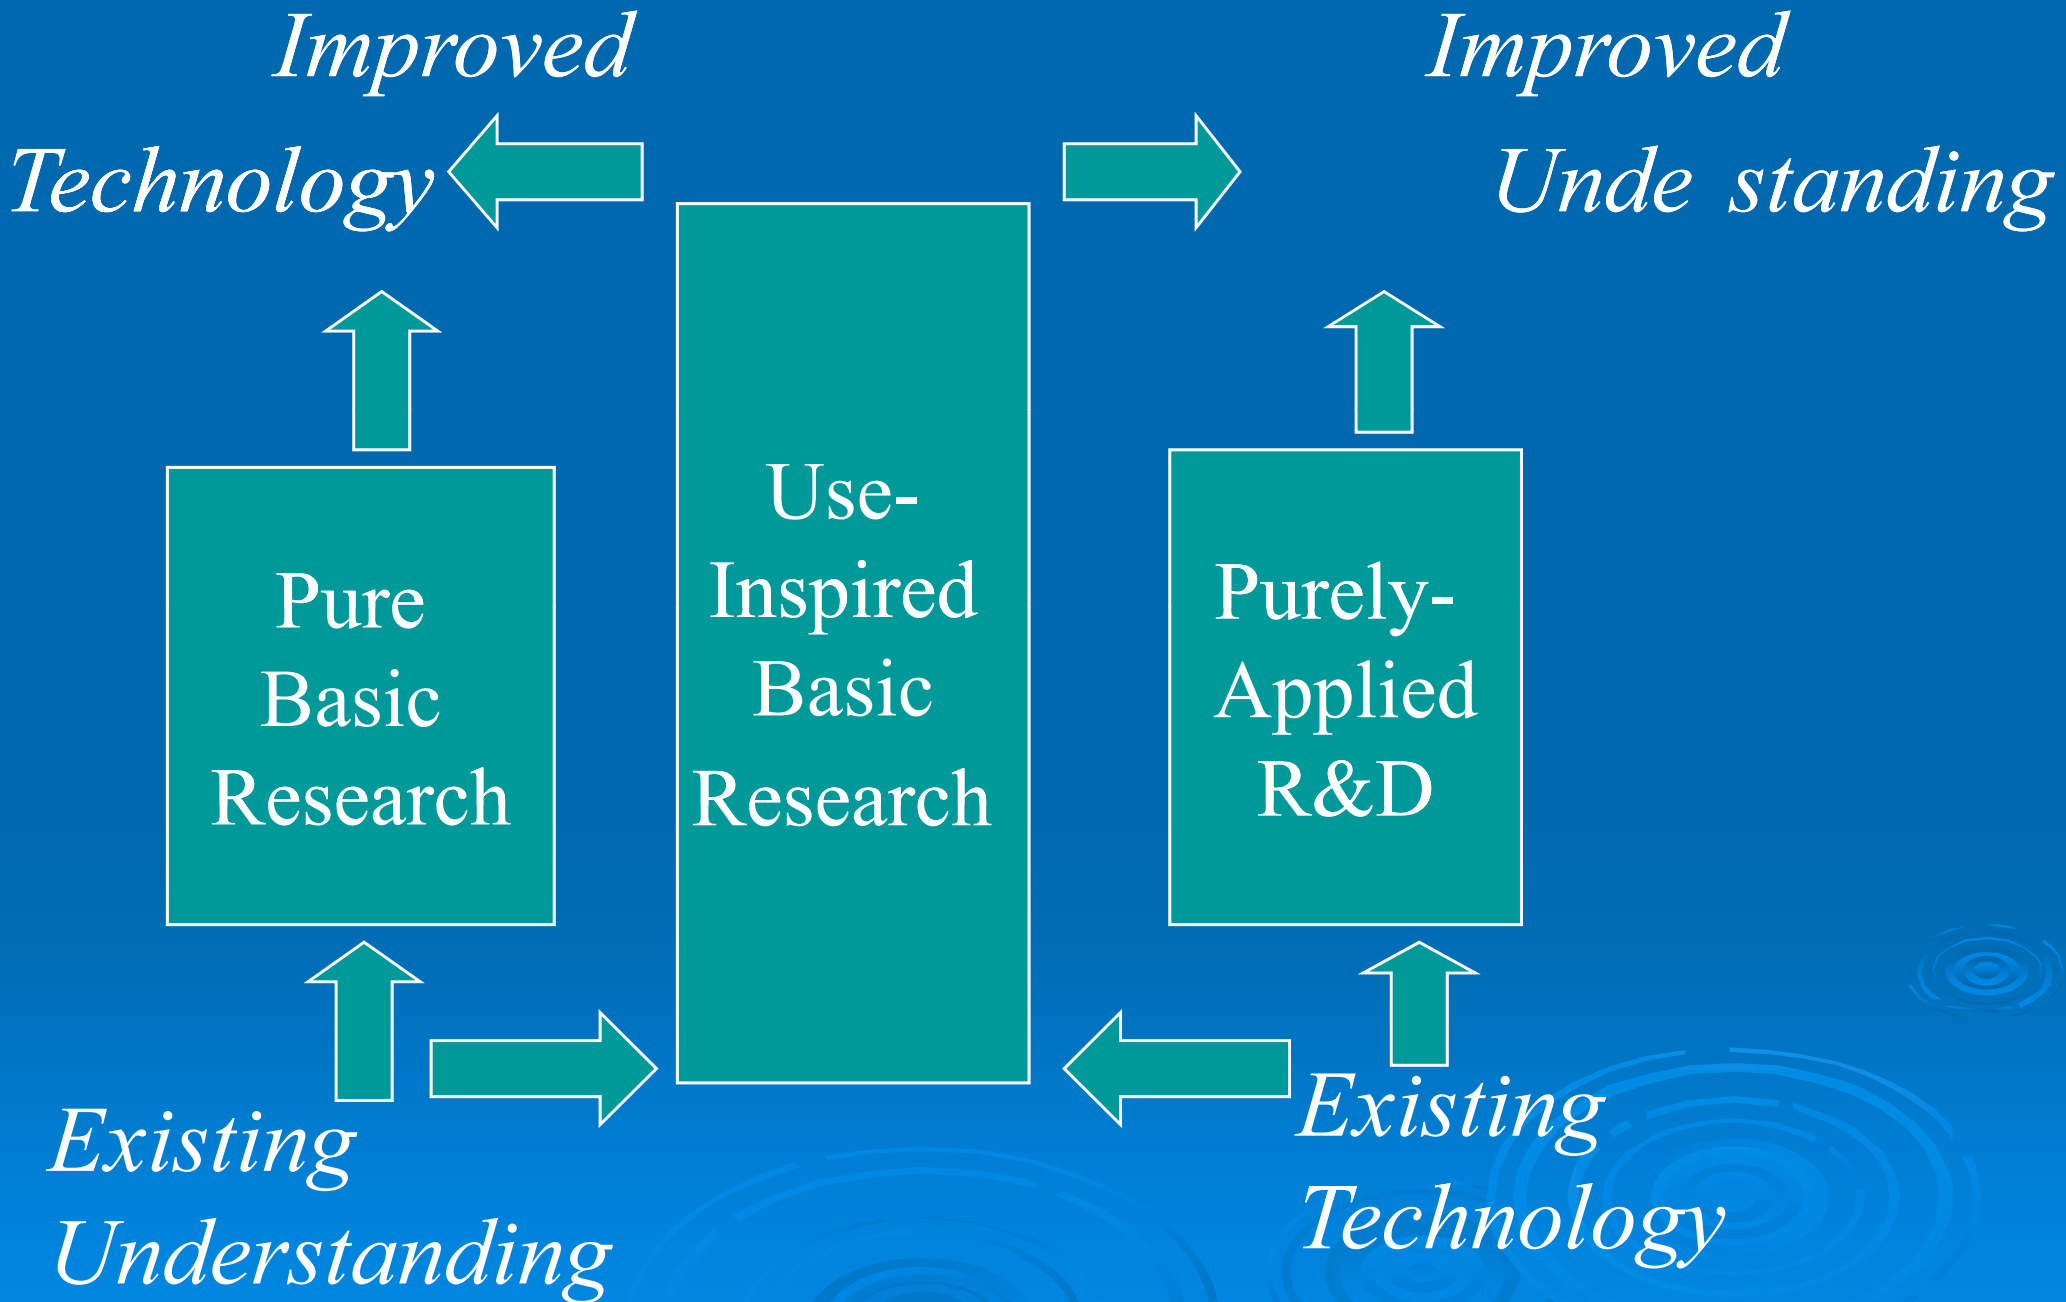 Improved
Technology
Improved
Unde standing
Pure
Basic
Research
Use-
Inspired
Basic
Research
Purely-
Applied
R&D
Existing
Understanding
Existing
Technology